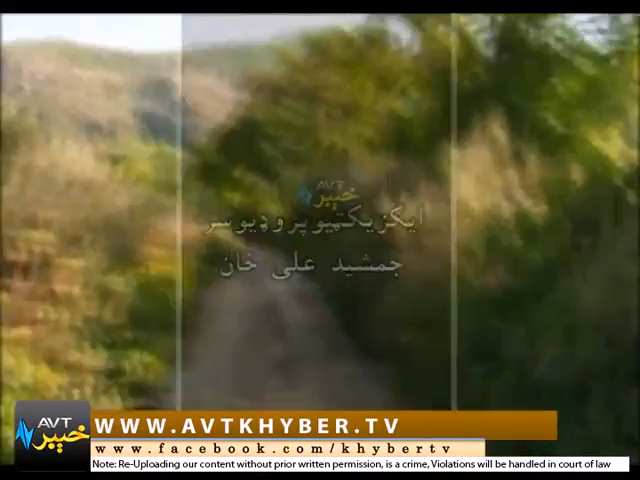 AVT
خیبر
ایگزیکٹیو پروڈیوسر
جمشید علی خان
AVT
خیبر
WWW.AVTKHYBER.TV
www.facebook.com/khybertv
Note: Re-Uploading our content without prior written permission, is a crime, Violations will be handled in court of law